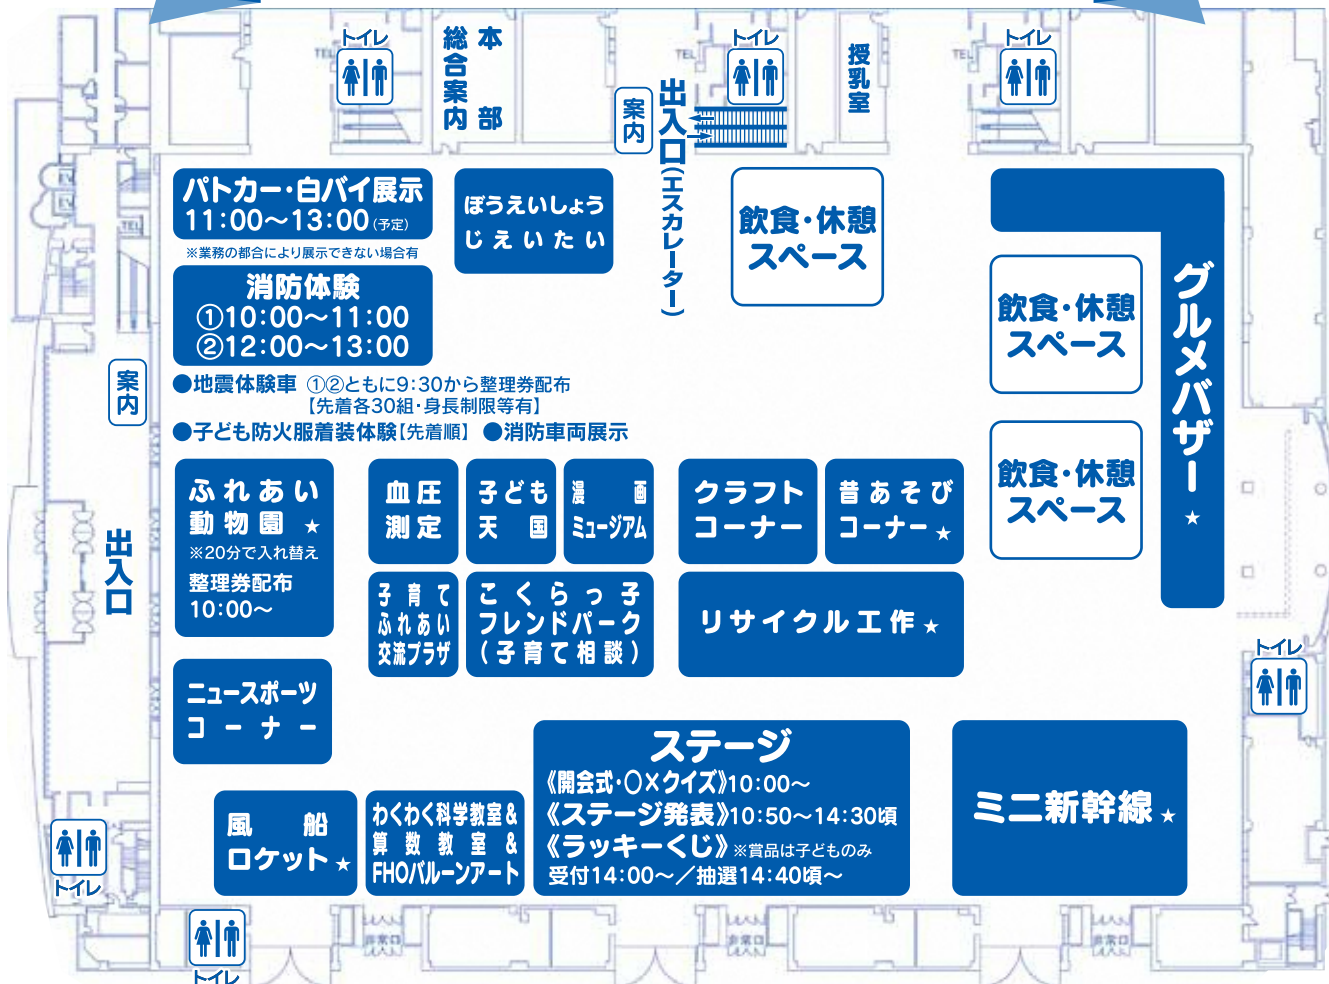 トイレ
本部
総合案内
トイレ
授乳室
トイレ
TEL
TEL
TEL
案内
出入口(エスカレーター)
パトカー・白バイ展示
11:00〜13:00(予定)
※業務の都合により展示できない場合有
ぼうえいしょう
じえいたい
飲食・休憩
スペース
消防体験
①10:00〜11:00
②12:00〜13:00
●地震体験車 ①②ともに9:30から整理券配布
【先着各30組・身長制限等有】
●子ども防火服着装体験【先着順】 ●消防車両展示
EV
EV
TEL
案内
出入口
飲食・休憩
スペース
飲食・休憩
スペース
グルメバザー★
ふれあい
動物園 ★
※20分で入れ替え
整理券配布
10:00〜
血圧
測定
子ども
天国
漫画
ミュージアム
クラフト
コーナー
昔あそび
コーナー★
子育て
ふれあい
交流プラザ
こくらっ子
フレンドパーク
(子育て相談)
リサイクル工作★
トイレ
ニュースポーツ
コーナー
ステージ
《開会式・〇×クイズ》10:00〜
《ステージ発表》10:50〜14:30頃
《ラッキーくじ》※賞品は子どものみ
受付14:00〜／抽選14:40頃〜
ミニ新幹線★
風船
ロケット★
わくわく科学教室&
算数教室&
FHOバルーンアート
トイレ
トイレ
非常口
非常口
非常口